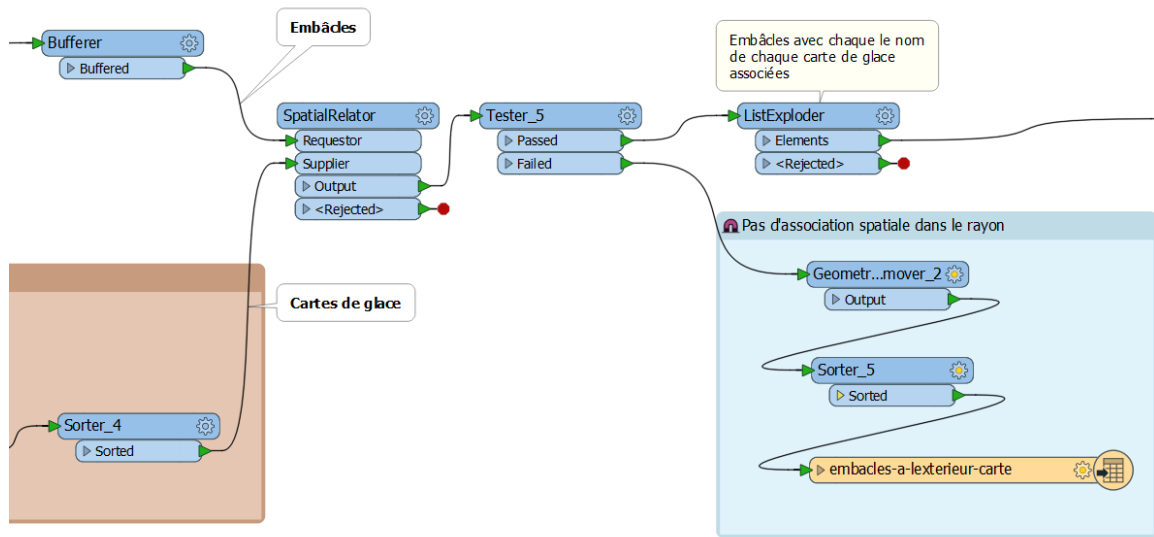 Bufferer
Buffered
Embâcles
SpatialRelator
Requestor
Supplier
Output
<Rejected>
Tester_5
Passed
Failed
Embâcles avec chaque le nom
de chaque carte de glace
associées
ListExploder
Elements
<Rejected>
Pas d'association spatiale dans le rayon
Geometr...mover_2
Output
Sorter_5
Sorted
embacles-a-lexterieur-carte
Cartes de glace
Sorter_4
Sorted